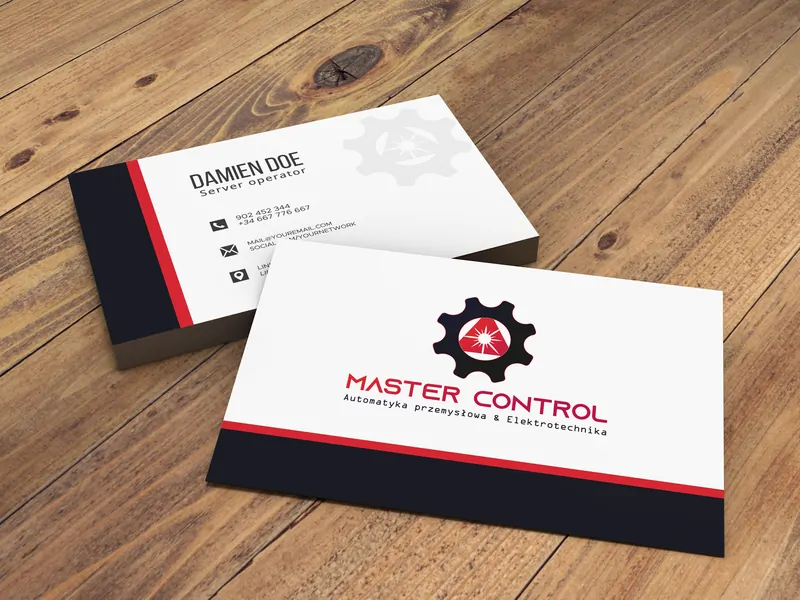 DAMIEN DOE
Server operator
902 452 344
+34 667 776 667
MAIL@YOUREMAIL.COM
/YOURNETWORK
MASTER CONTROL
Automatyka przemysłowa & Elektrotechnika